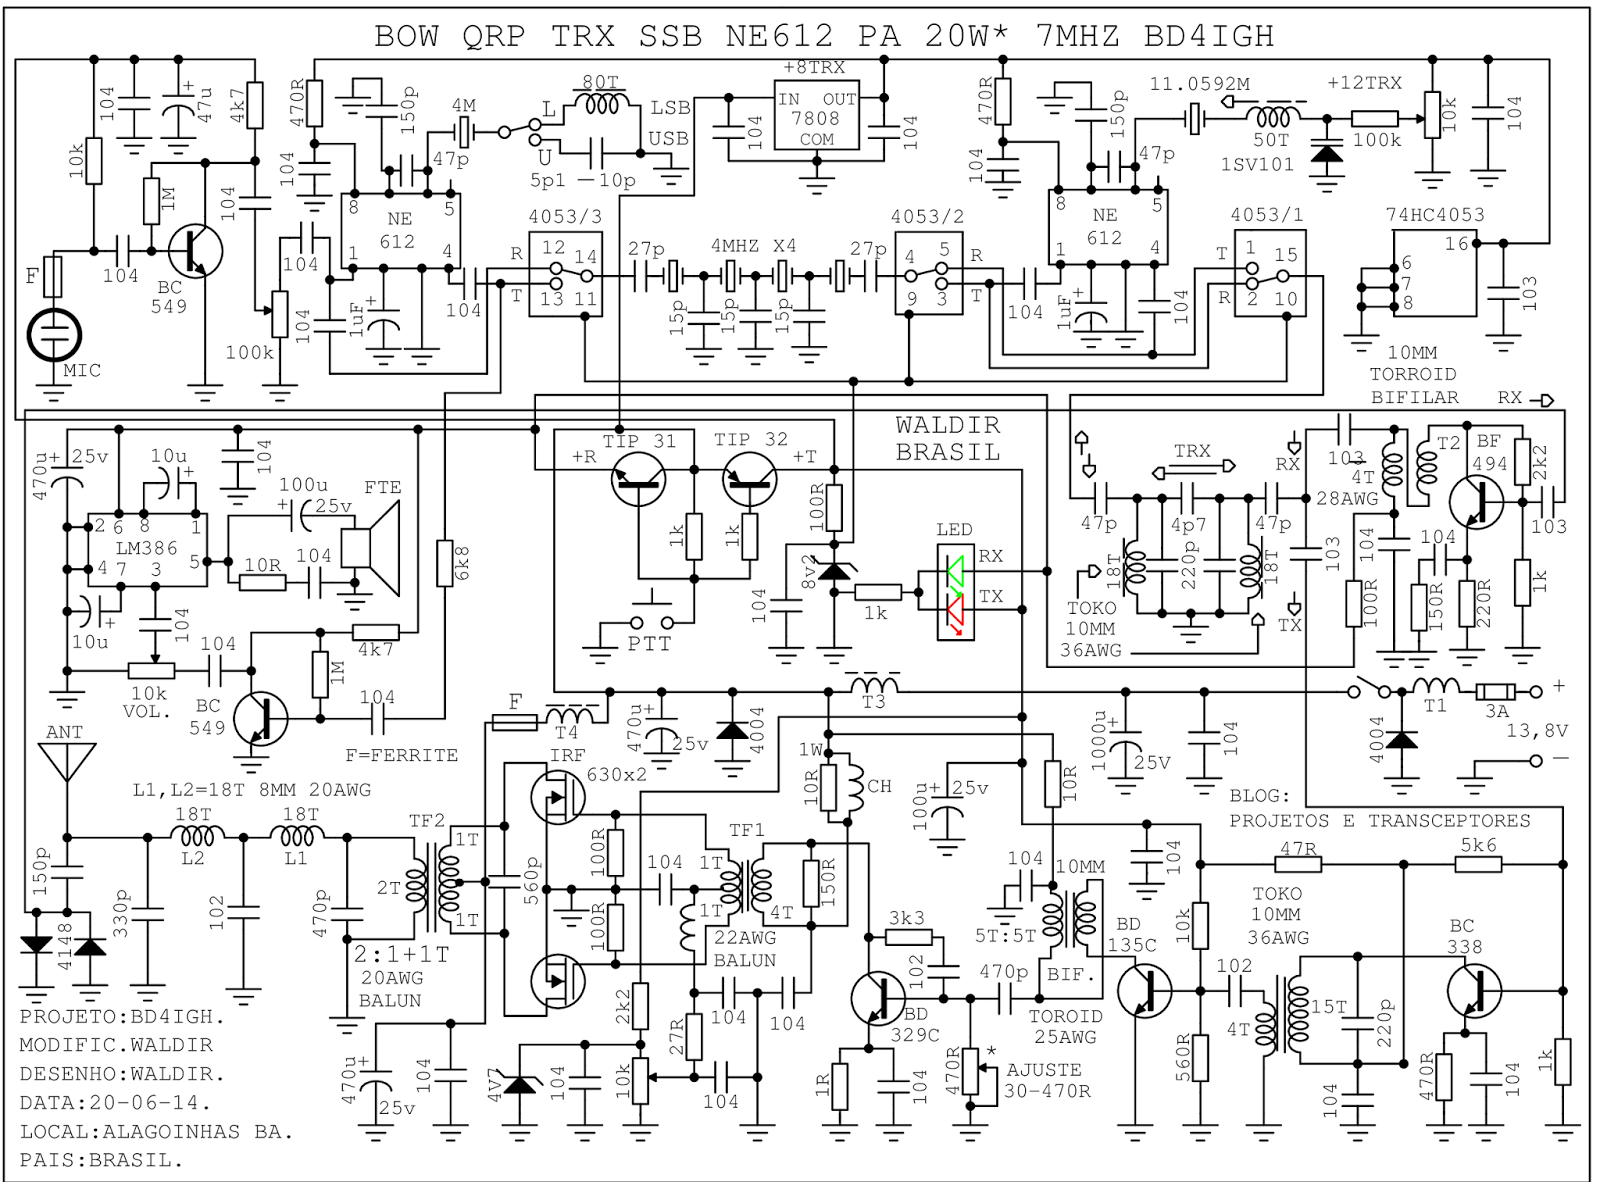 BOW QRP TRX SSB NE612 PA 20W* 7MHZ BD4IGH
+8TRX
104
47u
4k7
470R
150p
4M
80T
L
LSB
USB
U
5p1 — 10p
47p
IN OUT
7808
COM
104
104
470R
150p
11.0592M
+12TRX
50T
1SV101
100k
10k
104
47p
10k
1M
104
104
104
8
NE
612
5
1
4
104
BC
549
F
MIC
100k
104
1uF
104
4053/3
R
12
14
T
13
11
27p
4MHZ X4
27p
15p
15p
15p
4053/2
4
5
R
9
3
T
104
8
NE
612
5
1
4
104
1uF
104
4053/1
T
1
15
R
2
10
74HC4053
16
6
7
8
103
10MM
TORROID
BIFILAR
RX
WALDIR
BRASIL
470u
25v
10u
104
100u
25v
FTE
2
6
8
1
LM386
4
7
3
5
10R
104
10u
104
104
10k
VOL.
1M
4k7
BC
549
104
6k8
+R
TIP 31
TIP 32
+T
1k
1k
PTT
100R
104
8v2
1k
LED
RX
TX
TRX
RX
47p
4p7
47p
18T
220p
18T
TOKO
10MM
36AWG
TX
103
103
4T
28AWG
T2
BF
494
2k2
103
104
100R
104
150R
220R
1k
ANT
F=FERRITE
F
T4
470u
25v
4004
T3
1000u
25v
104
4004
T1
3A
+
13,8V
—
L1,L2=18T 8MM 20AWG
18T
L2
18T
L1
150p
4148
330p
102
470p
TF2
1T
2T
1T
2:1+1T
20AWG
BALUN
IRF
630x2
560p
100R
100R
104
1T
TF1
1T
4T
22AWG
BALUN
150R
1W
10R
CH
100u
25v
10R
BLOG:
PROJETOS E TRANSCEPTORES
104
10MM
5T:5T
BIF.
TOROID
25AWG
BD
135C
104
47R
5k6
10k
TOKO
10MM
36AWG
BC
338
3k3
102
470p
BD
329C
102
4T
15T
220p
560R
470R
104
1k
104
2k2
27R
104
104
104
10k
4V7
104
470u
25v
104
1R
104
470R
*
AJUSTE
30-470R
PROJETO:BD4IGH.
MODIFIC.WALDIR
DESENHO:WALDIR.
DATA:20-06-14.
LOCAL:ALAGOINHAS BA.
PAIS:BRASIL.